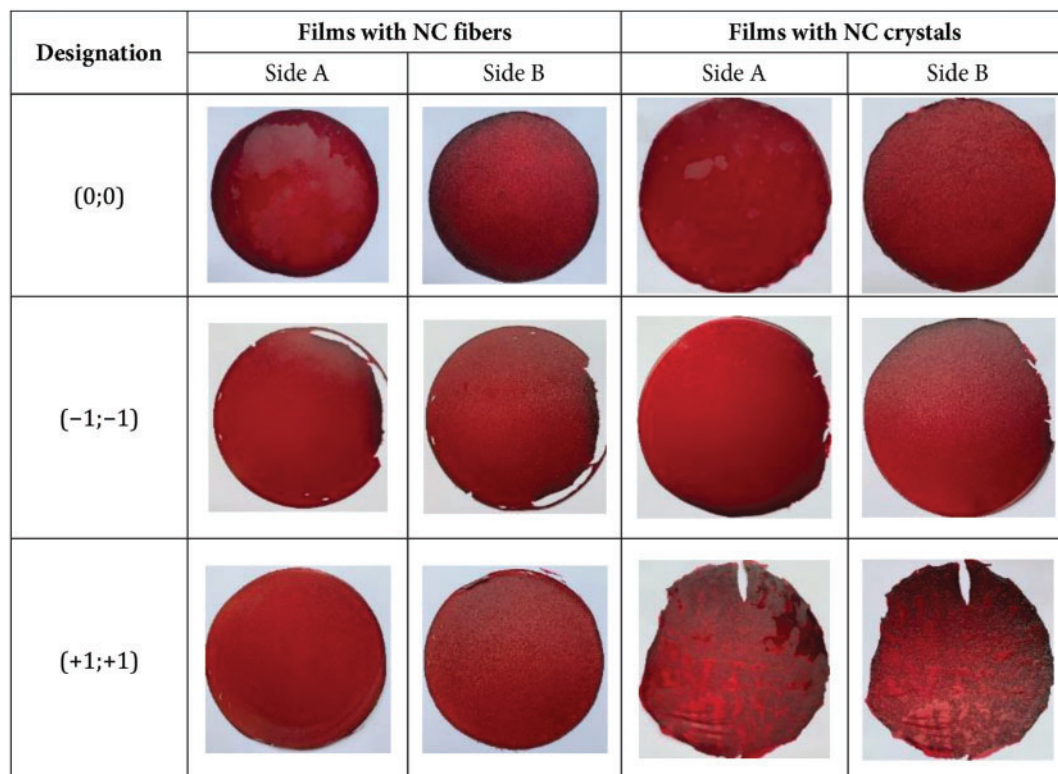 Designation
Films with NC fibers
Films with NC crystals
Side A
Side B
Side A
Side B
(0;0)
(−1;−1)
(+1;+1)